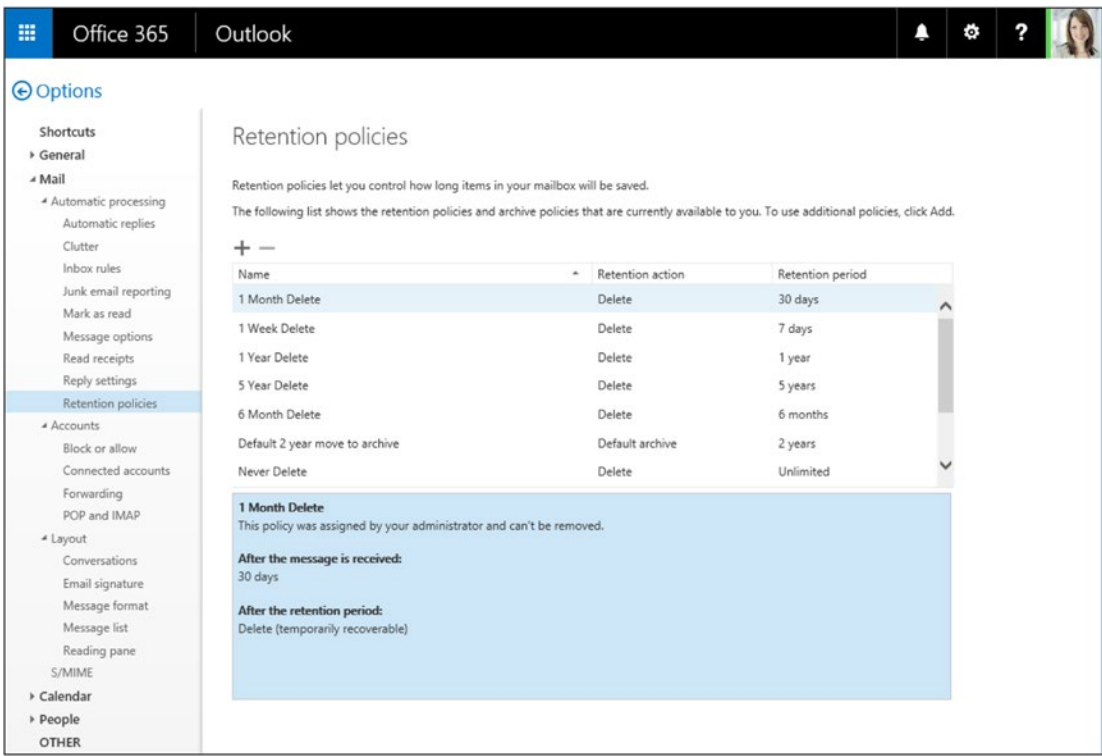 Office 365 Outlook ?
Options
Shortcuts
General
Mail
Automatic processing
Automatic replies
Clutter
Inbox rules
Junk email reporting
Mark as read
Message options
Read receipts
Reply settings
Retention policies
Accounts
Block or allow
Connected accounts
Forwarding
POP and IMAP
Layout
Conversations
Email signature
Message format
Message list
Reading pane
S/MIME
Calendar
People
OTHER
Retention policies
Retention policies let you control how long items in your mailbox will be saved.
The following list shows the retention policies and archive policies that are currently available to you. To use additional policies, click Add.
Name Retention action Retention period
1 Month Delete Delete 30 days
1 Week Delete Delete 7 days
1 Year Delete Delete 1 year
5 Year Delete Delete 5 years
6 Month Delete Delete 6 months
Default 2 year move to archive Default archive 2 years
Never Delete Delete Unlimited
1 Month Delete
This policy was assigned by your administrator and can't be removed.
After the message is received:
30 days
After the retention period:
Delete (temporarily recoverable)